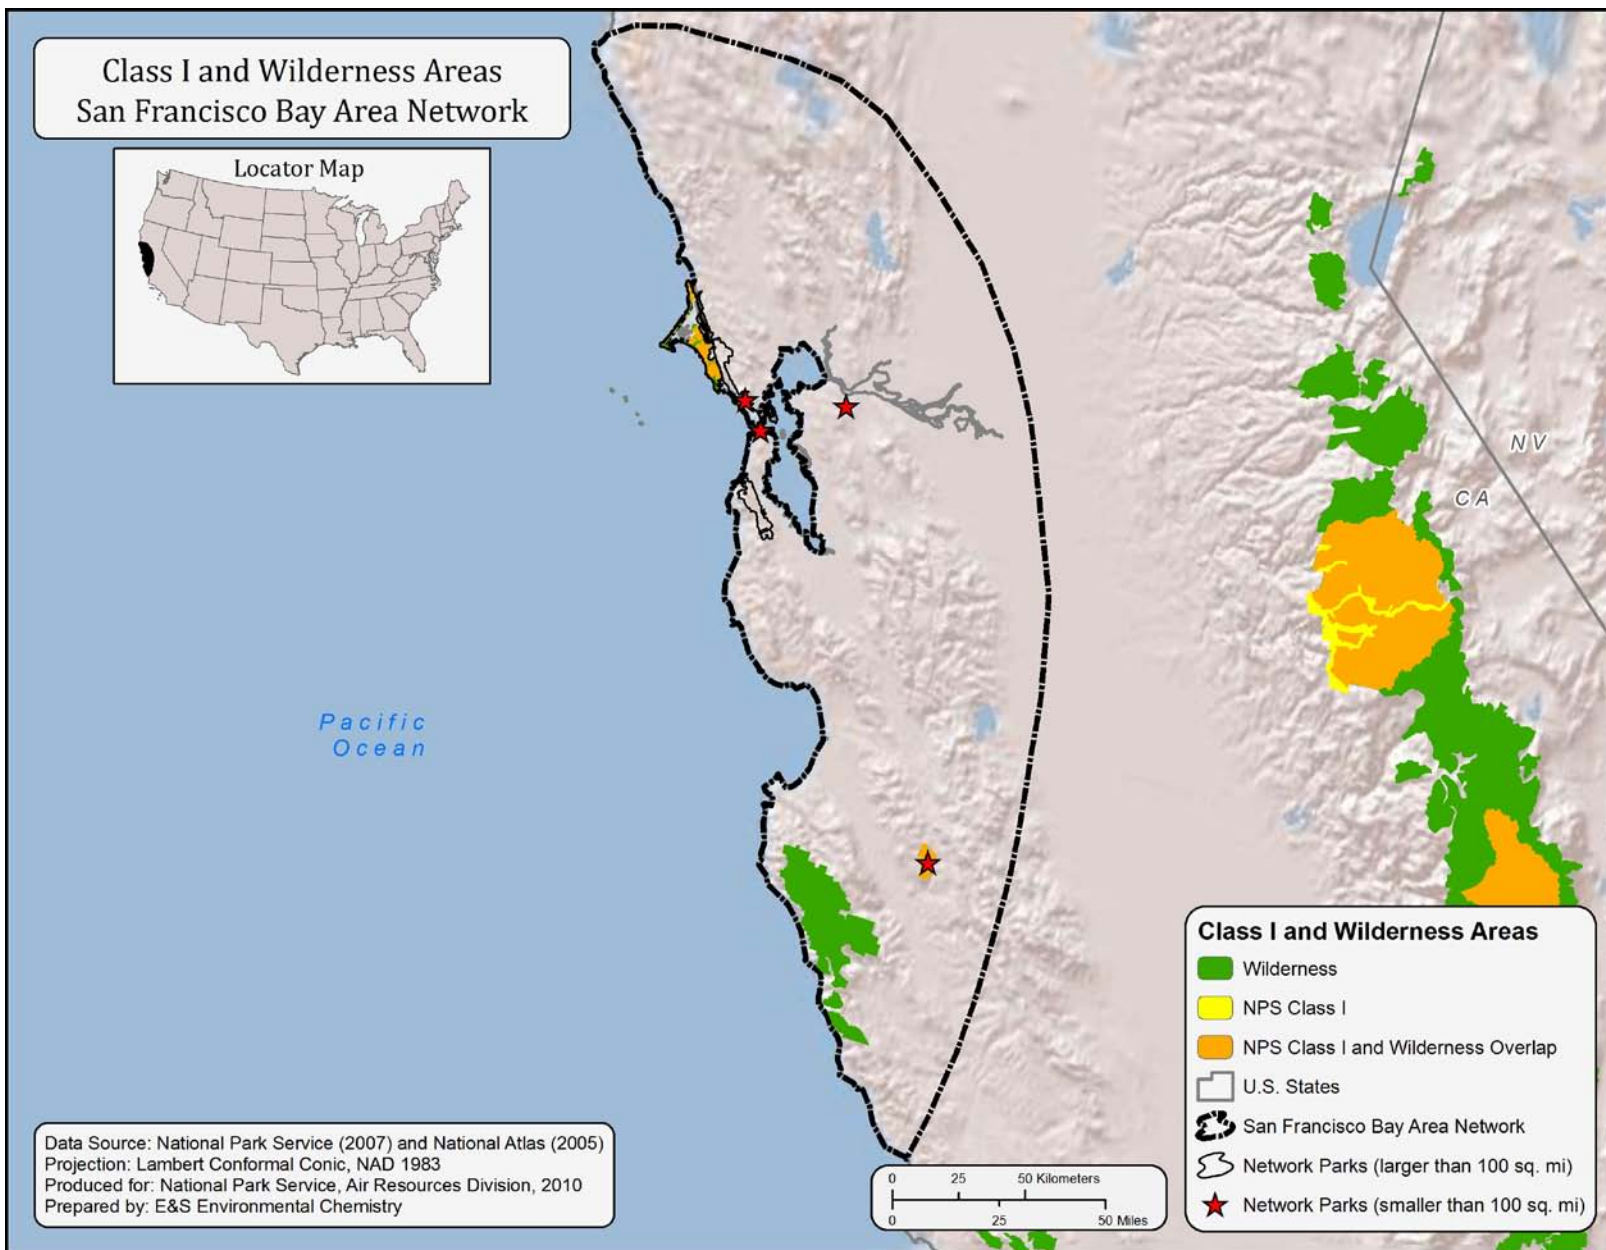 Class I and Wilderness Areas
San Francisco Bay Area Network
Locator Map
NV
CA
Pacific
Ocean
Class I and Wilderness Areas
Wilderness
NPS Class I
NPS Class I and Wilderness Overlap
U.S. States
San Francisco Bay Area Network
Network Parks (larger than 100 sq. mi)
Network Parks (smaller than 100 sq. mi)
Data Source: National Park Service (2007) and National Atlas (2005)
Projection: Lambert Conformal Conic, NAD 1983
Produced for: National Park Service, Air Resources Division, 2010
Prepared by: E&S Environmental Chemistry
0 25 50 Kilometers
0 25 50 Miles